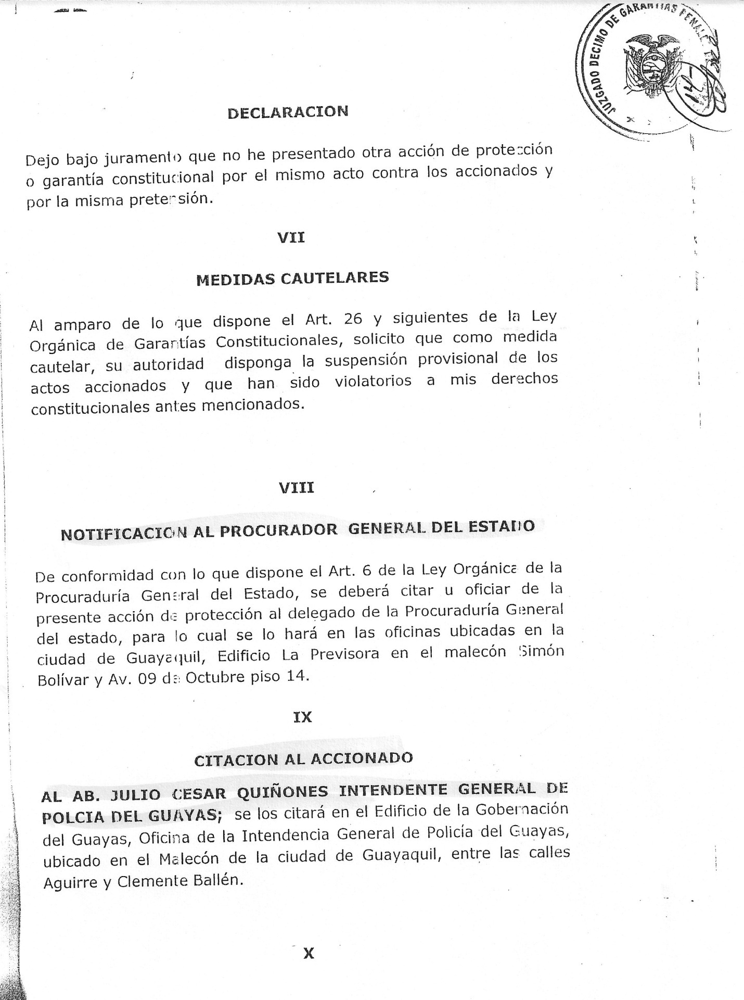 JUZGADO DECIMO DE GARANTIAS PENALE
DECLARACION
Dejo bajo juramento que no he presentado otra acción de protección
o garantía constitucional por el mismo acto contra los accionados y
por la misma pretensión.
VII
MEDIDAS CAUTELARES
Al amparo de lo que dispone el Art. 26 y siguientes de la Ley
Orgánica de Garantías Constitucionales, solicito que como medida
cautelar, su autoridad disponga la suspensión provisional de los
actos accionados y que han sido violatorios a mis derechos
constitucionales antes mencionados.
VIII
NOTIFICACION AL PROCURADOR GENERAL DEL ESTADO
De conformidad con lo que dispone el Art. 6 de la Ley Orgánica de la
Procuraduría General del Estado, se deberá citar u oficiar de la
presente acción de protección al delegado de la Procuraduría General
del estado, para lo cual se lo hará en las oficinas ubicadas en la
ciudad de Guayaquil, Edificio La Previsora en el malecón Simón
Bolívar y Av. 09 de Octubre piso 14.
IX
CITACION AL ACCIONADO
AL AB. JULIO CESAR QUIÑONES INTENDENTE GENERAL DE
POLCIA DEL GUAYAS; se los citará en el Edificio de la Gobernación
del Guayas, Oficina de la Intendencia General de Policía del Guayas,
ubicado en el Malecón de la ciudad de Guayaquil, entre las calles
Aguirre y Clemente Ballén.
X